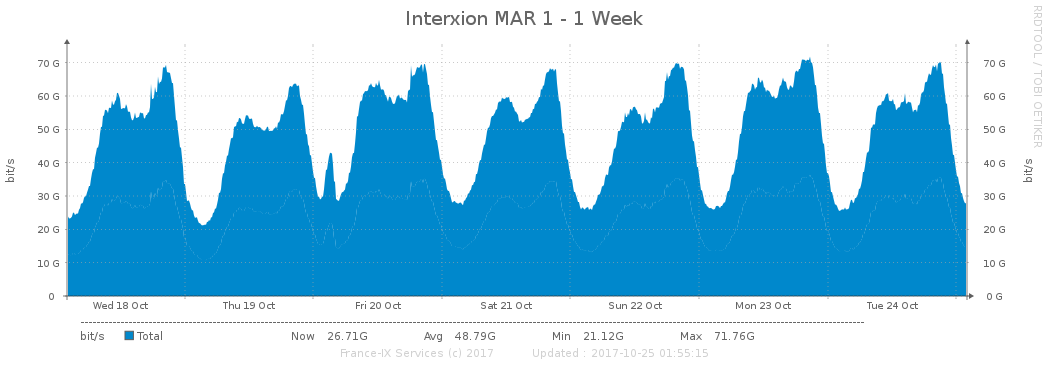 Interxion MAR 1 - 1 Week
RRDTOOL / TOBI OETIKER
bit/s
70 G
60 G
50 G
40 G
30 G
20 G
10 G
0
70 G
60 G
50 G
40 G
30 G
20 G
10 G
0 G
bit/s
Wed 18 Oct Thu 19 Oct Fri 20 Oct Sat 21 Oct Sun 22 Oct Mon 23 Oct Tue 24 Oct
bit/s Total Now 26.71G Avg 48.79G Min 21.12G Max 71.76G
France-IX Services (c) 2017 Updated : 2017-10-25 01:55:15